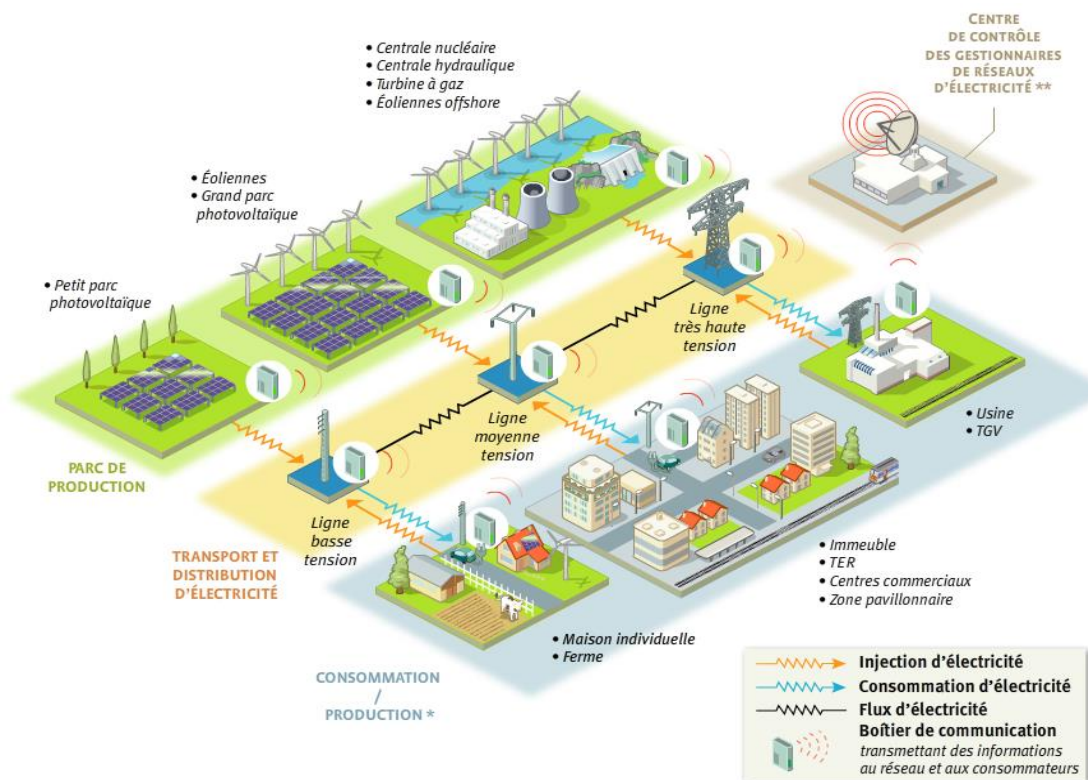 CENTRE
DE CONTRÔLE
DES GESTIONNAIRES
DE RÉSEAUX
D'ÉLECTRICITÉ **
• Centrale nucléaire
• Centrale hydraulique
• Turbine à gaz
• Éoliennes offshore
• Éoliennes
• Grand parc
photovoltaïque
• Petit parc
photovoltaïque
Ligne
très haute
tension
Ligne
moyenne
tension
Ligne
basse
tension
PARC DE
PRODUCTION
TRANSPORT ET
DISTRIBUTION
D'ÉLECTRICITÉ
CONSOMMATION
/
PRODUCTION *
• Usine
• TGV
• Immeuble
• TER
• Centres commerciaux
• Zone pavillonnaire
• Maison individuelle
• Ferme
Injection d'électricité
Consommation d'électricité
Flux d'électricité
Boîtier de communication
transmettant des informations
au réseau et aux consommateurs